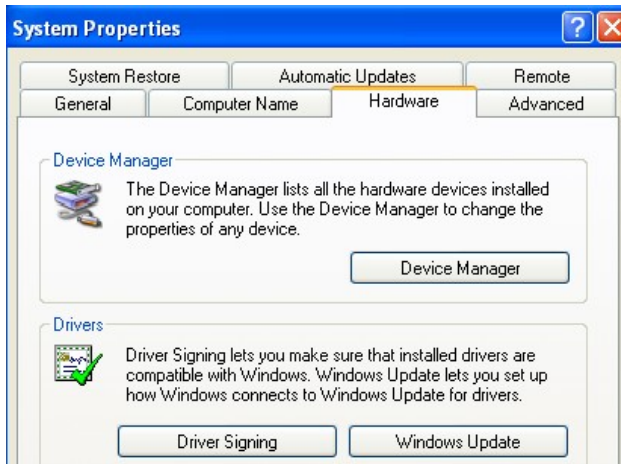 System Properties
?
System Restore Automatic Updates Remote
General Computer Name Hardware Advanced
Device Manager
The Device Manager lists all the hardware devices installed
on your computer. Use the Device Manager to change the
properties of any device.
Device Manager
Drivers
Driver Signing lets you make sure that installed drivers are
compatible with Windows. Windows Update lets you set up
how Windows connects to Windows Update for drivers.
Driver Signing Windows Update